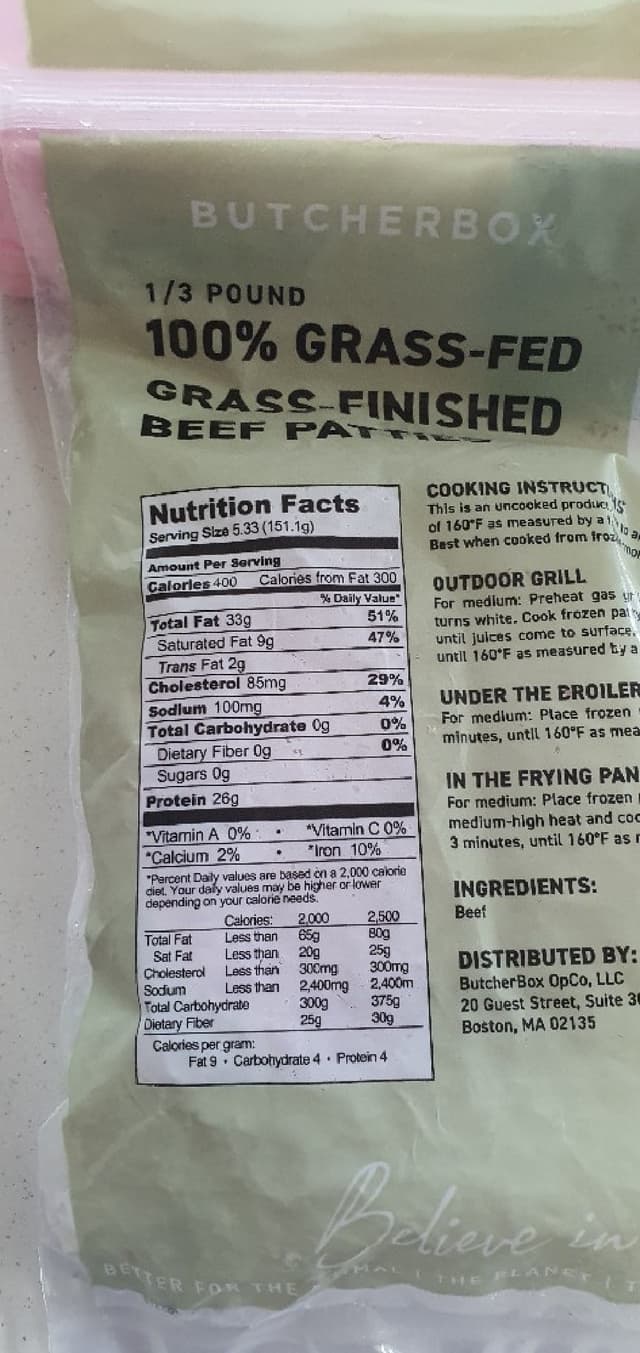 BUTCHERBOX
1/3 POUND
100% GRASS-FED
GRASS-FINISHED
BEEF PATTIES
Nutrition Facts
Serving Size 5.33 (151.1g)
Amount Per Serving
Calories 400 Calories from Fat 300
% Daily Value*
Total Fat 33g 51%
Saturated Fat 9g 47%
Trans Fat 2g
Cholesterol 85mg 29%
Sodium 100mg 4%
Total Carbohydrate 0g 0%
Dietary Fiber 0g 0%
Sugars 0g
Protein 26g
*Vitamin A 0% • *Vitamin C 0%
*Calcium 2% • *Iron 10%
*Percent Daily values are based on a 2,000 calorie
diet. Your daily values may be higher or lower
depending on your calorie needs.
Calories: 2,000 2,500
Total Fat Less than 65g 80g
Sat Fat Less than 20g 25g
Cholesterol Less than 300mg 300mg
Sodium Less than 2,400mg 2,400m
Total Carbohydrate 300g 375g
Dietary Fiber 25g 30g
Calories per gram:
Fat 9 • Carbohydrate 4 • Protein 4
COOKING INSTRUCT
This is an uncooked produc
of 160°F as measured by a
Best when cooked from froz
OUTDOOR GRILL
For medium: Preheat gas
turns white. Cook frozen
until juices come to surface.
until 160°F as measured by a
UNDER THE BROILER
For medium: Place frozen
minutes, until 160°F as mea
IN THE FRYING PAN
For medium: Place frozen
medium-high heat and coo
3 minutes, until 160°F as
INGREDIENTS:
Beef
DISTRIBUTED BY:
ButcherBox OpCo, LLC
20 Guest Street, Suite
Boston, MA 02135
Believe in
BETTER FOR THE | THE PLANET |